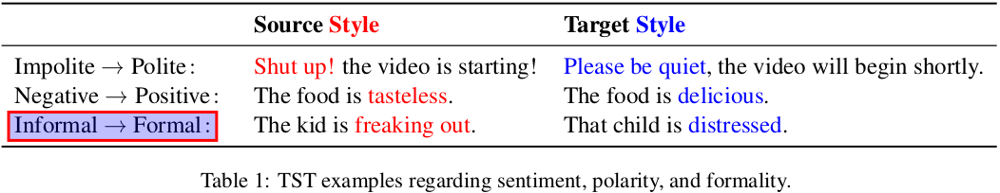 Source Style Target Style
Impolite → Polite: Shut up! the video is starting! Please be quiet, the video will begin shortly.
Negative → Positive: The food is tasteless. The food is delicious.
Informal → Formal: The kid is freaking out. That child is distressed.
Table 1: TST examples regarding sentiment, polarity, and formality.